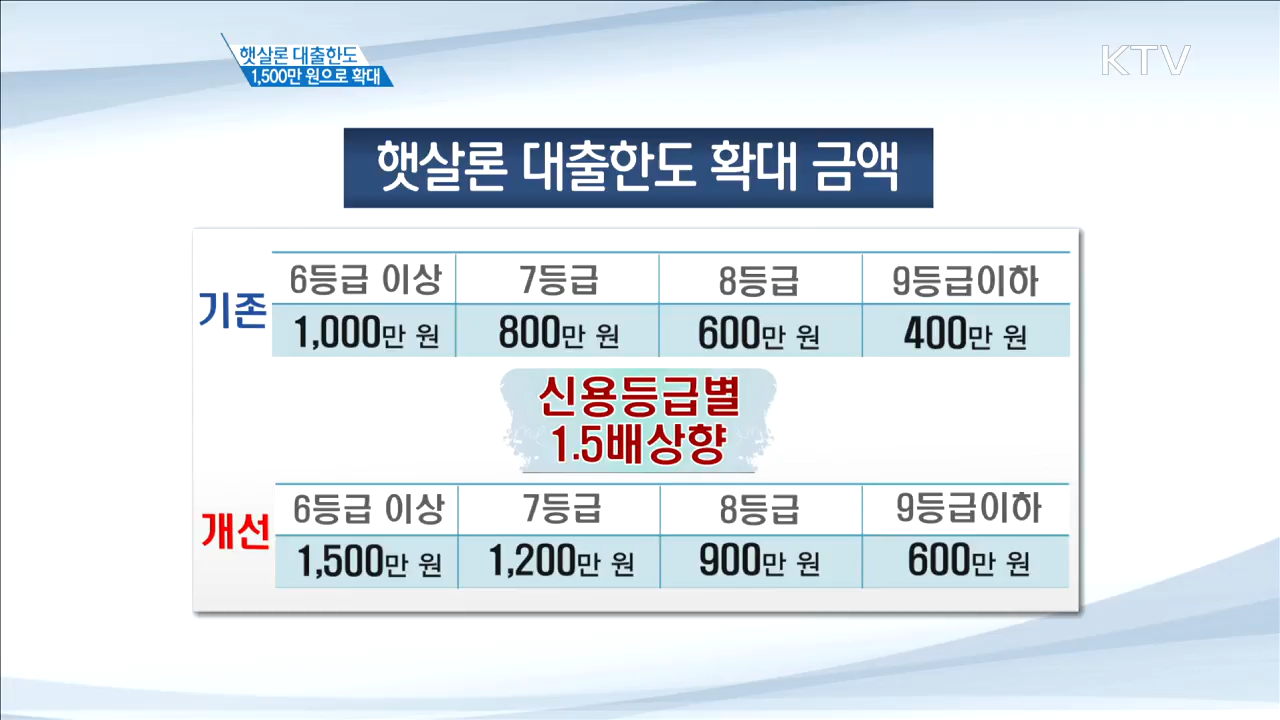 햇살론 대출한도
1,500만 원으로 확대
KTV
햇살론 대출한도 확대 금액
기존
6등급 이상 7등급 8등급 9등급이하
1,000만 원 800만 원 600만 원 400만 원
신용등급별
1.5배상향
개선
6등급 이상 7등급 8등급 9등급이하
1,500만 원 1,200만 원 900만 원 600만 원